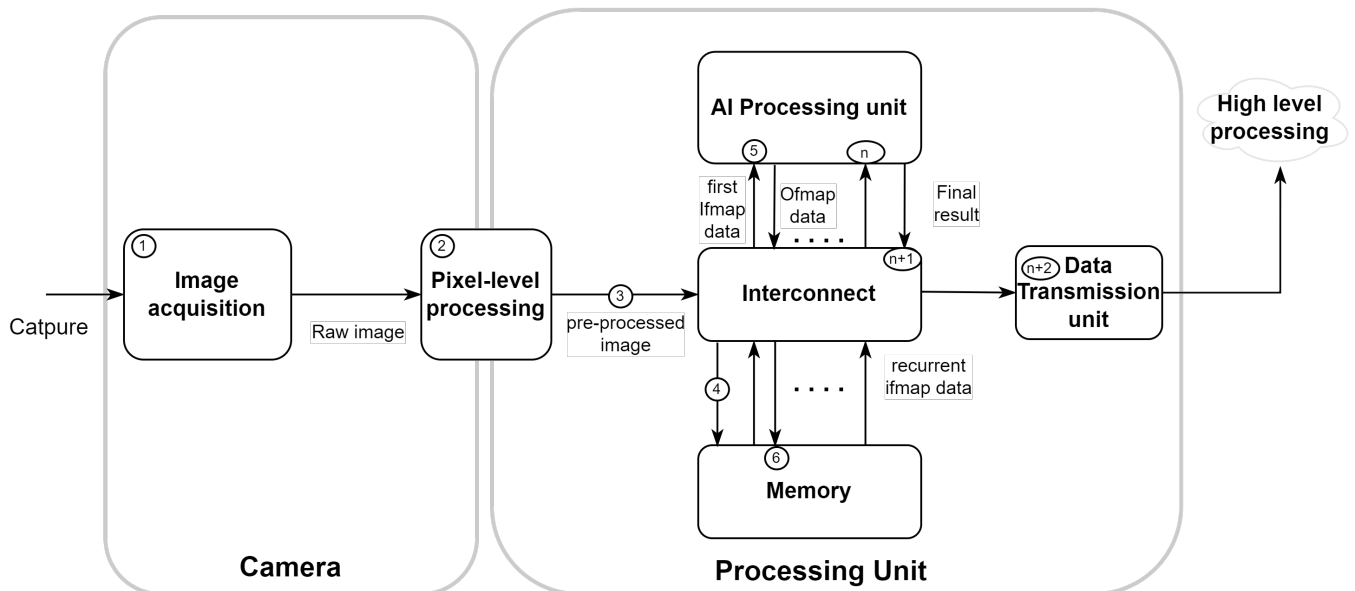 AI Processing unit
High level
processing
5
n
first
Ifmap
data
Ofmap
data
. . . .
Final
result
1
Image
acquisition
2
Pixel-level
processing
3
pre-processed
image
Catpure
Raw image
n+1
Interconnect
n+2
Data
Transmission
unit
4
. . . .
recurrent
ifmap data
6
Memory
Camera
Processing Unit